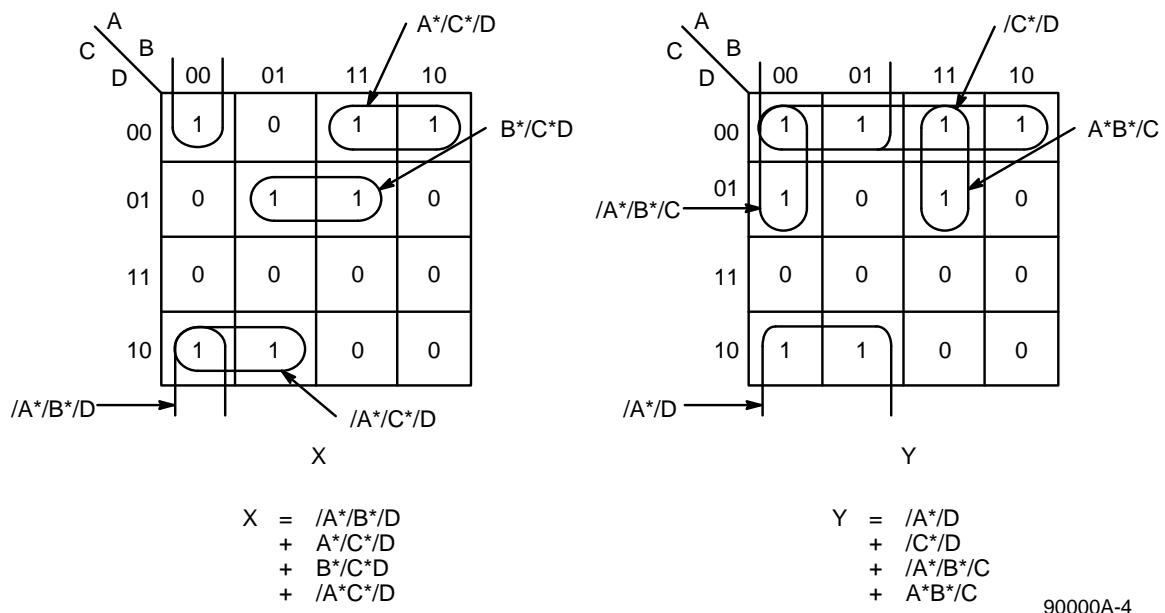 A A*/C*/D
C B
D 00 01 11 10
00 1 0 1 1
B*/C*D
01 0 1 1 0
11 0 0 0 0
10 1 1 0 0
/A*/B*/D
/A*/C*/D
X
X = /A*/B*/D
+ A*/C*/D
+ B*/C*D
+ /A*C*/D
A /C*/D
C B
D 00 01 11 10
00 1 1 1 1
A*B*/C
01 1 0 1 0
/A*/B*/C
11 0 0 0 0
10 1 1 0 0
/A*/D
Y
Y = /A*/D
+ /C*/D
+ /A*/B*/C
+ A*B*/C
90000A-4